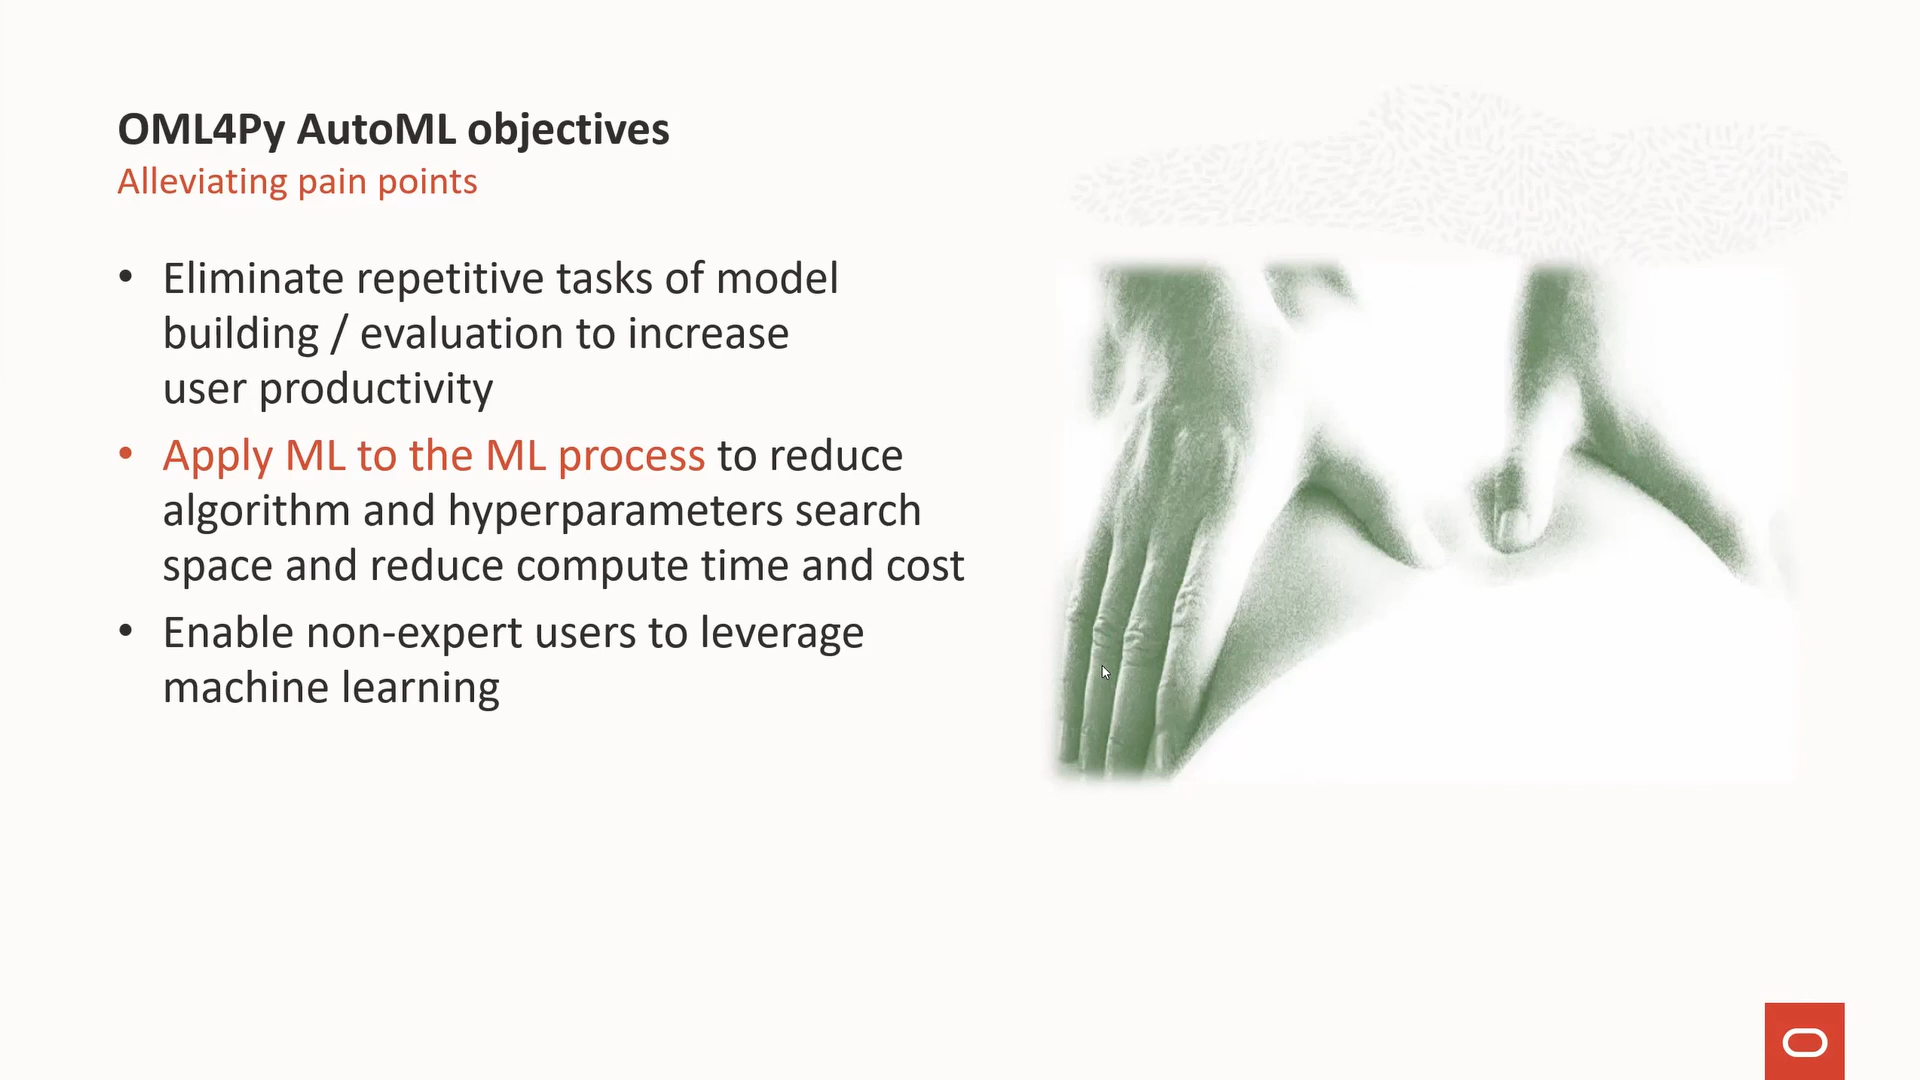 OML4Py AutoML objectives
Alleviating pain points
• Eliminate repetitive tasks of model
building / evaluation to increase
user productivity
• Apply ML to the ML process to reduce
algorithm and hyperparameters search
space and reduce compute time and cost
• Enable non-expert users to leverage
machine learning